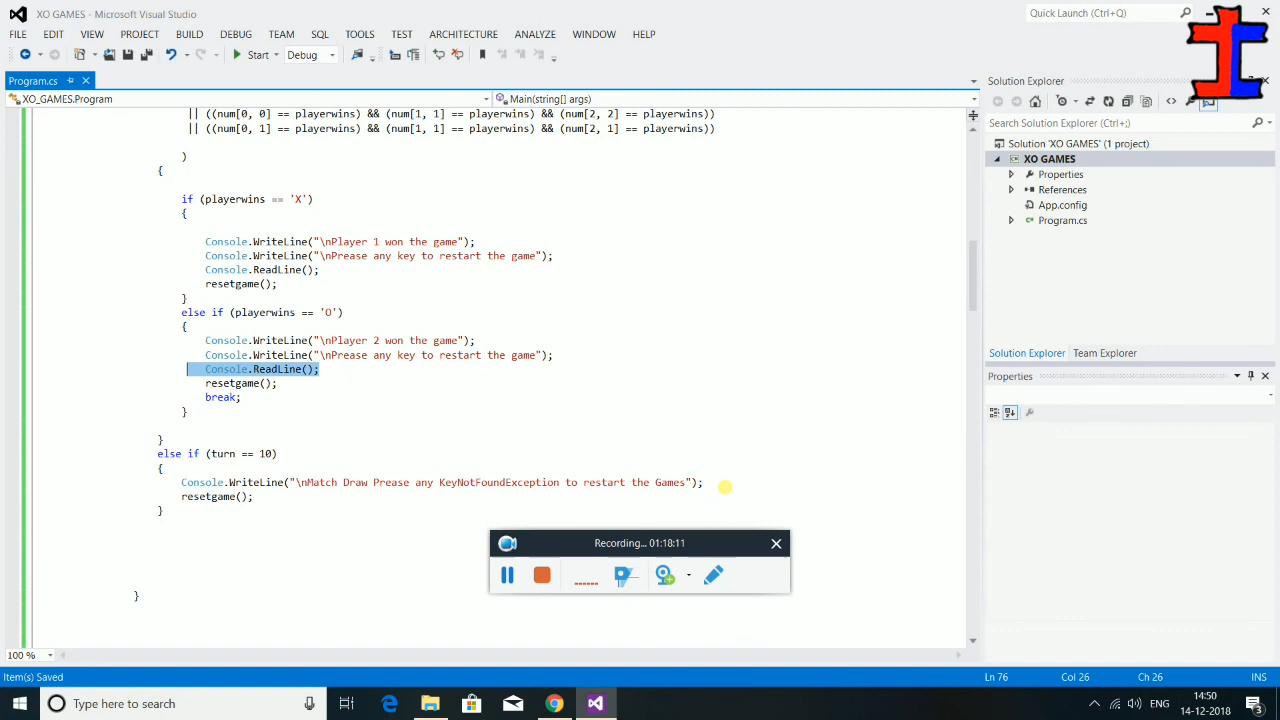 XO GAMES - Microsoft Visual Studio
Quick Launch (Ctrl+;)
FILE EDIT VIEW PROJECT BUILD DEBUG TEAM SQL TOOLS TEST ARCHITECTURE ANALYZE WINDOW HELP
Start Debug
Program.cs
Solution Explorer
XO_GAMES.Program Main(string[] args)
|| ((num[0, 0] == playerwins) && (num[1, 1] == playerwins) && (num[2, 2] == playerwins))
|| ((num[0, 1] == playerwins) && (num[1, 1] == playerwins) && (num[2, 1] == playerwins))
)
{
if (playerwins == 'X')
{
Console.WriteLine("\nPlayer 1 won the game");
Console.WriteLine("\nPrease any key to restart the game");
Console.ReadLine();
resetgame();
}
else if (playerwins == 'O')
{
Console.WriteLine("\nPlayer 2 won the game");
Console.WriteLine("\nPrease any key to restart the game");
Console.ReadLine();
resetgame();
break;
}
}
else if (turn == 10)
{
Console.WriteLine("\nMatch Draw Prease any KeyNotFoundException to restart the Games");
resetgame();
}
}
Search Solution Explorer (Ctrl+;)
Solution 'XO GAMES' (1 project)
XO GAMES
Properties
References
App.config
Program.cs
Solution Explorer Team Explorer
Properties
Recording... 01:18:11
100 %
Item(s) Saved Ln 76 Col 26 Ch 26 INS
Type here to search
ENG
14:50
14-12-2018
3